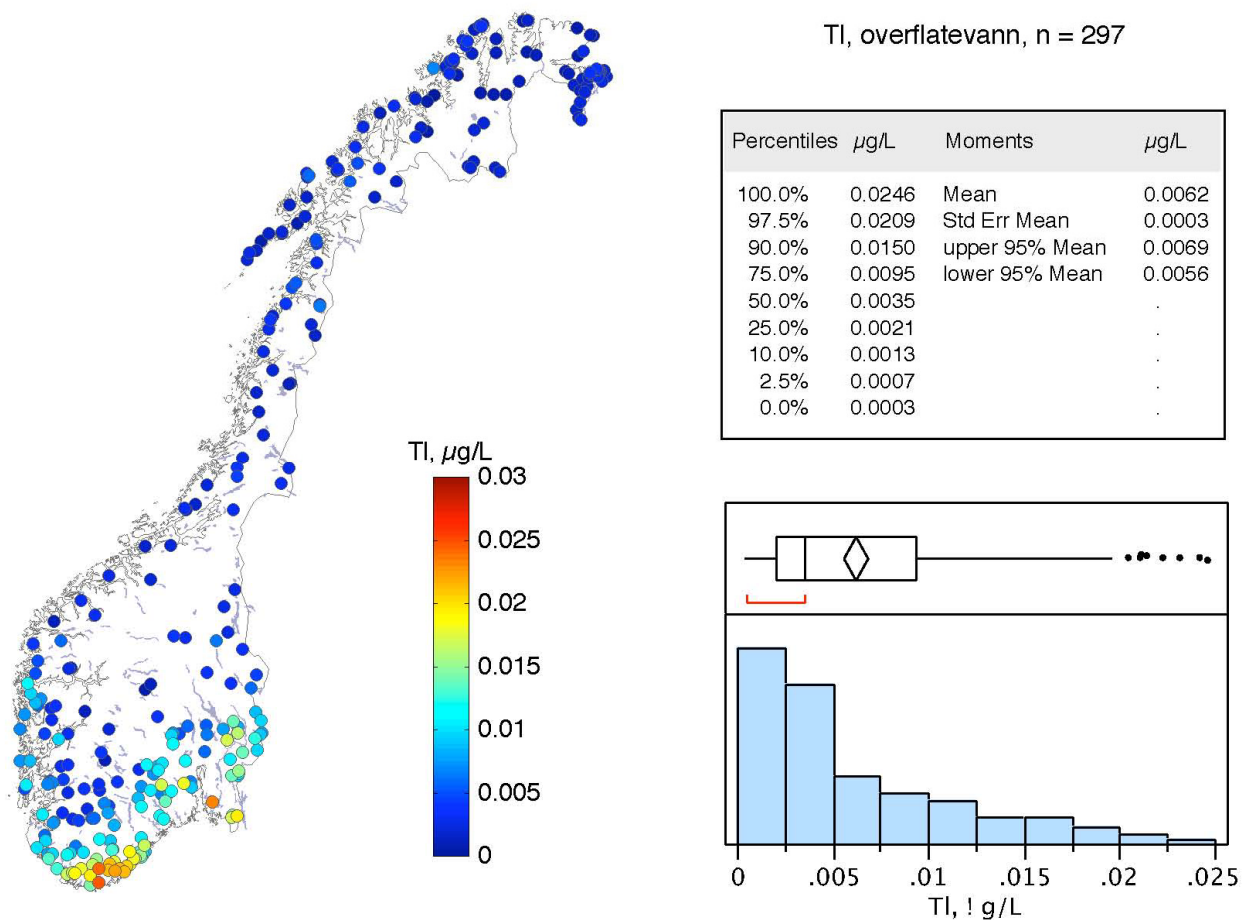 Tl, overflatevann, n = 297
Percentiles µg/L Moments µg/L
100.0% 0.0246 Mean 0.0062
97.5% 0.0209 Std Err Mean 0.0003
90.0% 0.0150 upper 95% Mean 0.0069
75.0% 0.0095 lower 95% Mean 0.0056
50.0% 0.0035 .
25.0% 0.0021 .
10.0% 0.0013 .
2.5% 0.0007 .
0.0% 0.0003 .
Tl, µg/L
0.03
0.025
0.02
0.015
0.01
0.005
0
0 .005 .01 .015 .02 .025
Tl, ! g/L